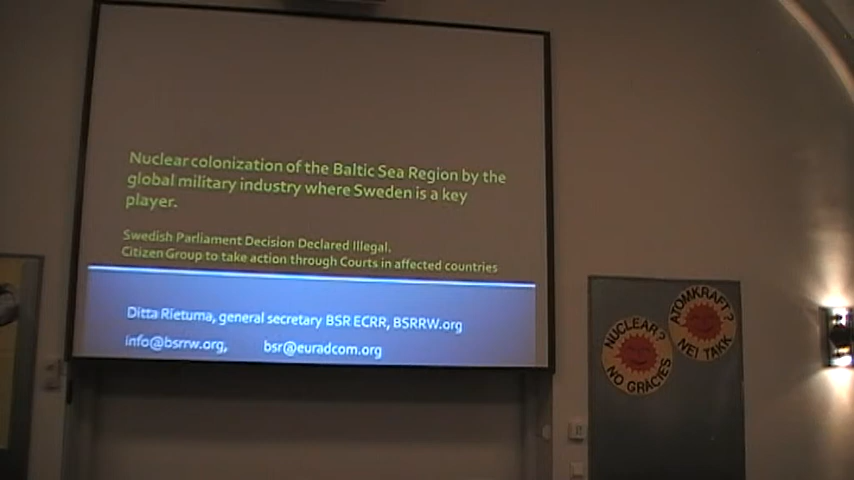 Nuclear colonization of the Baltic Sea Region by the
global military industry where Sweden is a key
player.
Swedish Parliament Decision Declared Illegal.
Citizen Group to take action through Courts in affected countries
Ditta Rietuma, general secretary BSR ECRR, BSRRW.org
info@bsrrw.org, bsr@euradcom.org
NUCLEAR?
NO GRÀCIES
ATOMKRAFT?
NEI TAKK